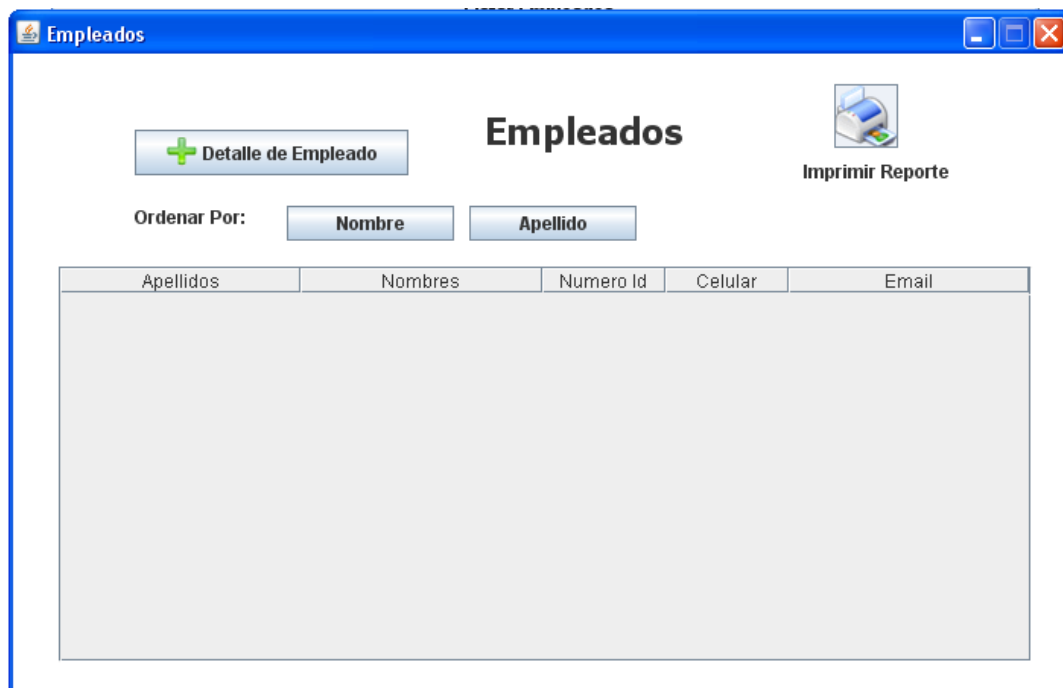 Empleados
Empleados
Detalle de Empleado
Imprimir Reporte
Ordenar Por: Nombre Apellido
Apellidos Nombres Numero Id Celular Email